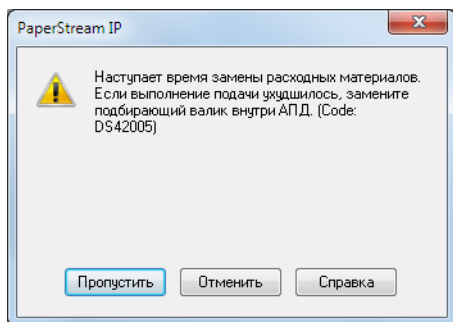 PaperStream IP
Наступает время замены расходных материалов.
Если выполнение подачи ухудшилось, замените
подбирающий валик внутри АПД. (Code:
DS42005)
Пропустить Отменить Справка